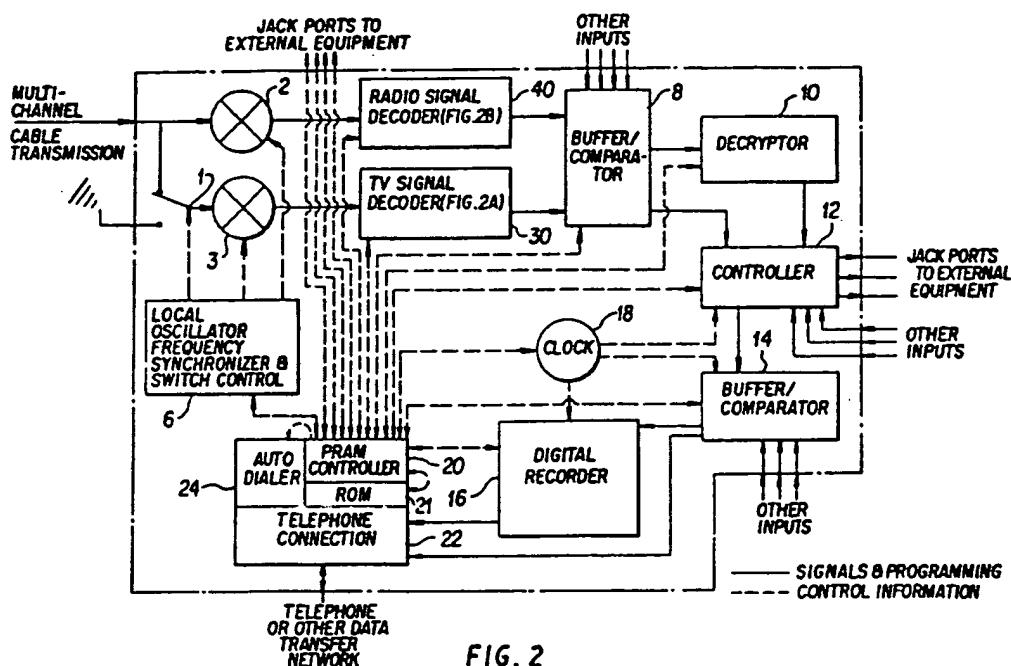 JACK PORTS TO
EXTERNAL EQUIPMENT
OTHER
INPUTS
MULTI-
CHANNEL
CABLE
TRANSMISSION
2
RADIO SIGNAL
DECODER(FIG.2B)
40
8
BUFFER/
COMPARA-
TOR
10
DECRYPTOR
1
3
TV SIGNAL
DECODER(FIG.2A)
30
12
CONTROLLER
JACK PORTS
TO EXTERNAL
EQUIPMENT
LOCAL
OSCILLATOR
FREQUENCY
SYNCHRONIZER &
SWITCH CONTROL
6
18
CLOCK
OTHER
INPUTS
14
BUFFER/
COMPARATOR
AUTO
DIALER
24
PRAM
CONTROLLER
20
ROM
21
TELEPHONE
CONNECTION
22
16
DIGITAL
RECORDER
OTHER
INPUTS
SIGNALS & PROGRAMMING
CONTROL INFORMATION
TELEPHONE
OR OTHER DATA
TRANSFER
NETWORK
FIG. 2